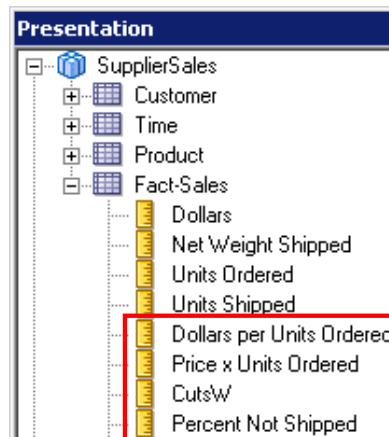 Presentation
SupplierSales
Customer
Time
Product
Fact-Sales
Dollars
Net Weight Shipped
Units Ordered
Units Shipped
Dollars per Units Ordered
Price x Units Ordered
CutsW
Percent Not Shipped